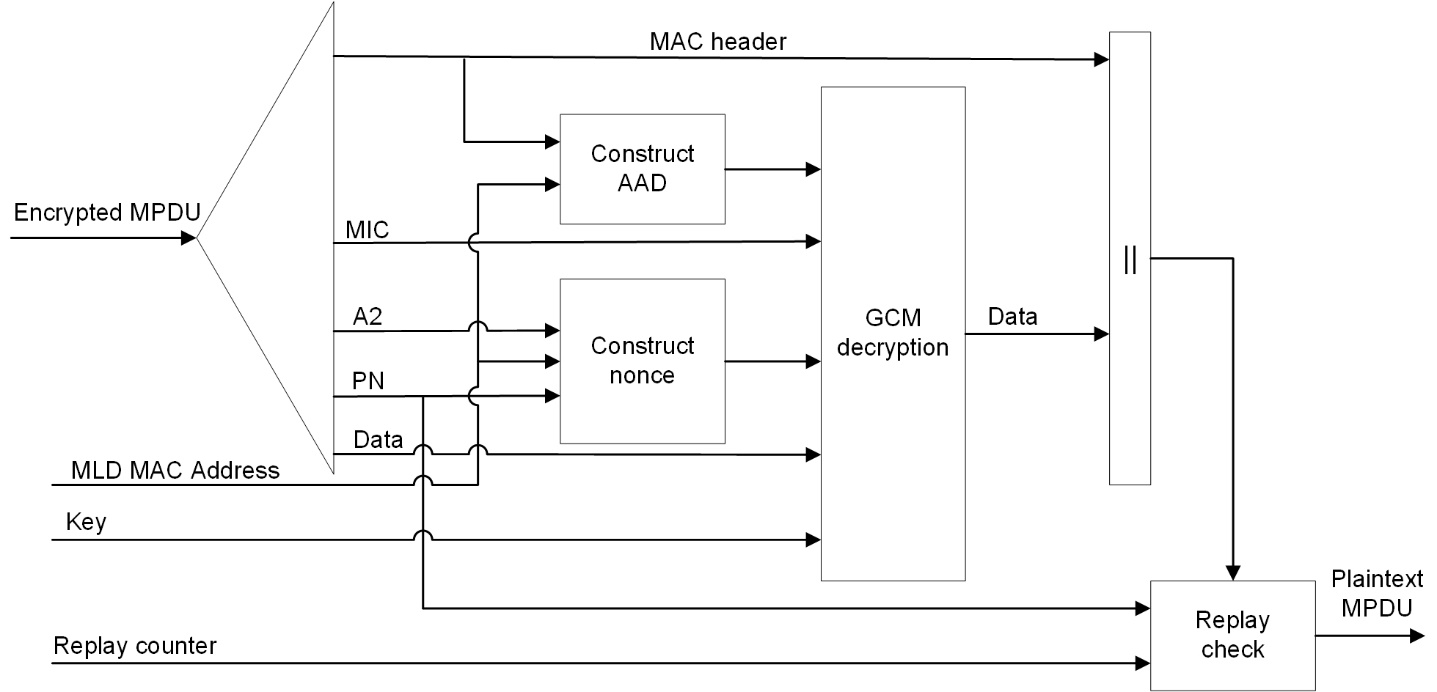 MAC header
Construct
AAD
Encrypted MPDU
MIC
||
A2
Construct
nonce
GCM
decryption
Data
PN
Data
MLD MAC Address
Key
Plaintext
MPDU
Replay
check
Replay counter